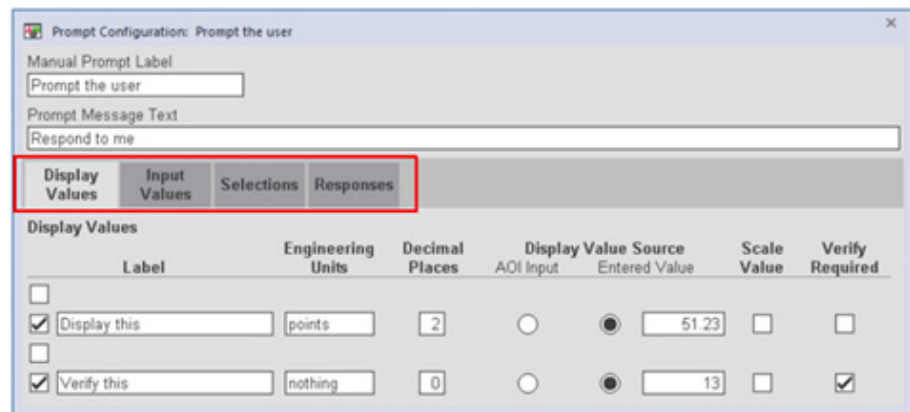 Prompt Configuration: Prompt the user
Manual Prompt Label
Prompt the user
Prompt Message Text
Respond to me
Display Values
Input Values
Selections
Responses
Display Values
Label
Engineering Units
Decimal Places
Display Value Source
AOI Input
Entered Value
Scale Value
Verify Required
Display this
points
2
51.23
Verify this
nothing
0
13